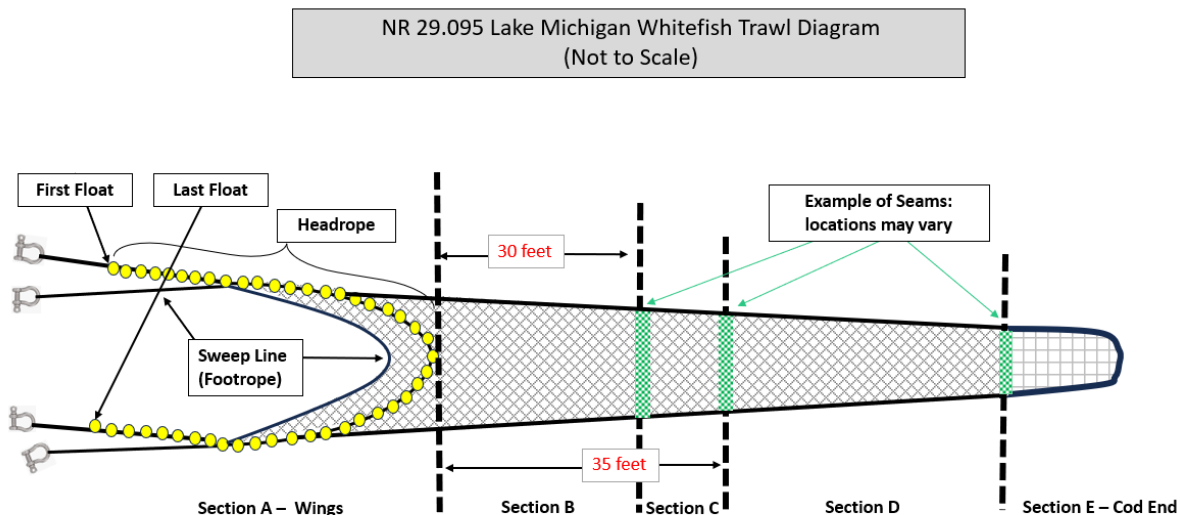 NR 29.095 Lake Michigan Whitefish Trawl Diagram
(Not to Scale)
First Float
Last Float
Headrope
30 feet
Example of Seams:
locations may vary
Sweep Line
(Footrope)
35 feet
Section A – Wings
Section B
Section C
Section D
Section E – Cod End